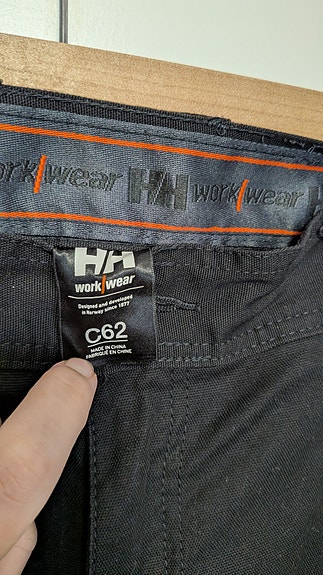 ork/wear HH work/wear H
HH
work/wear
Designed and developed
in Norway since 1877
C62
MADE IN CHINA
FABRIQUÉ EN CHINE